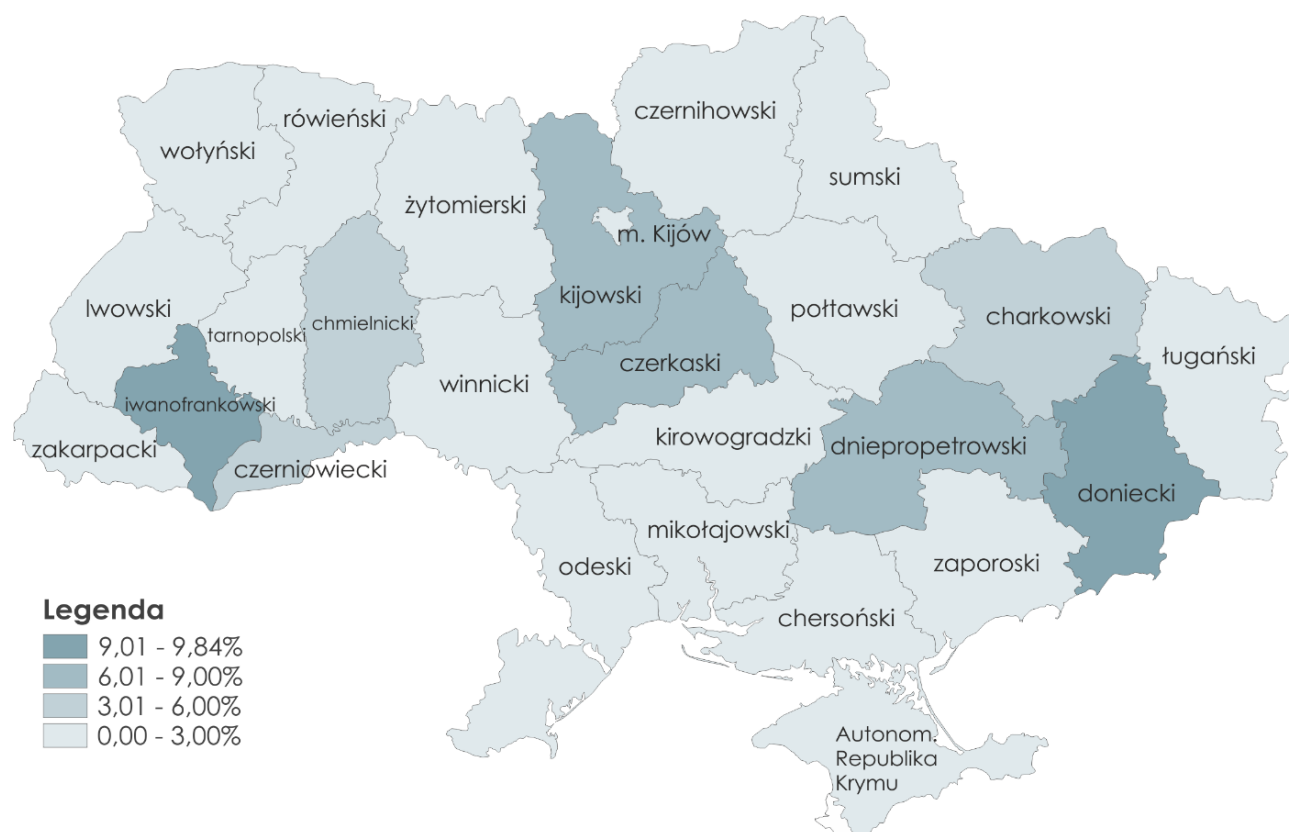 czernihowski
rówieński
wołyński
sumski
żytomierski
m. Kijów
kijowski
lwowski
połtawski
charkowski
chmielnicki
tarnopolski
ługański
czerkaski
winnicki
iwanofrankowski
kirowogradzki
dniepropetrowski
zakarpacki
czerniowiecki
doniecki
mikołajowski
odeski
zaporoski
chersoński
Legenda
9,01 - 9,84%
6,01 - 9,00%
3,01 - 6,00%
0,00 - 3,00%
Autonom.
Republika
Krymu